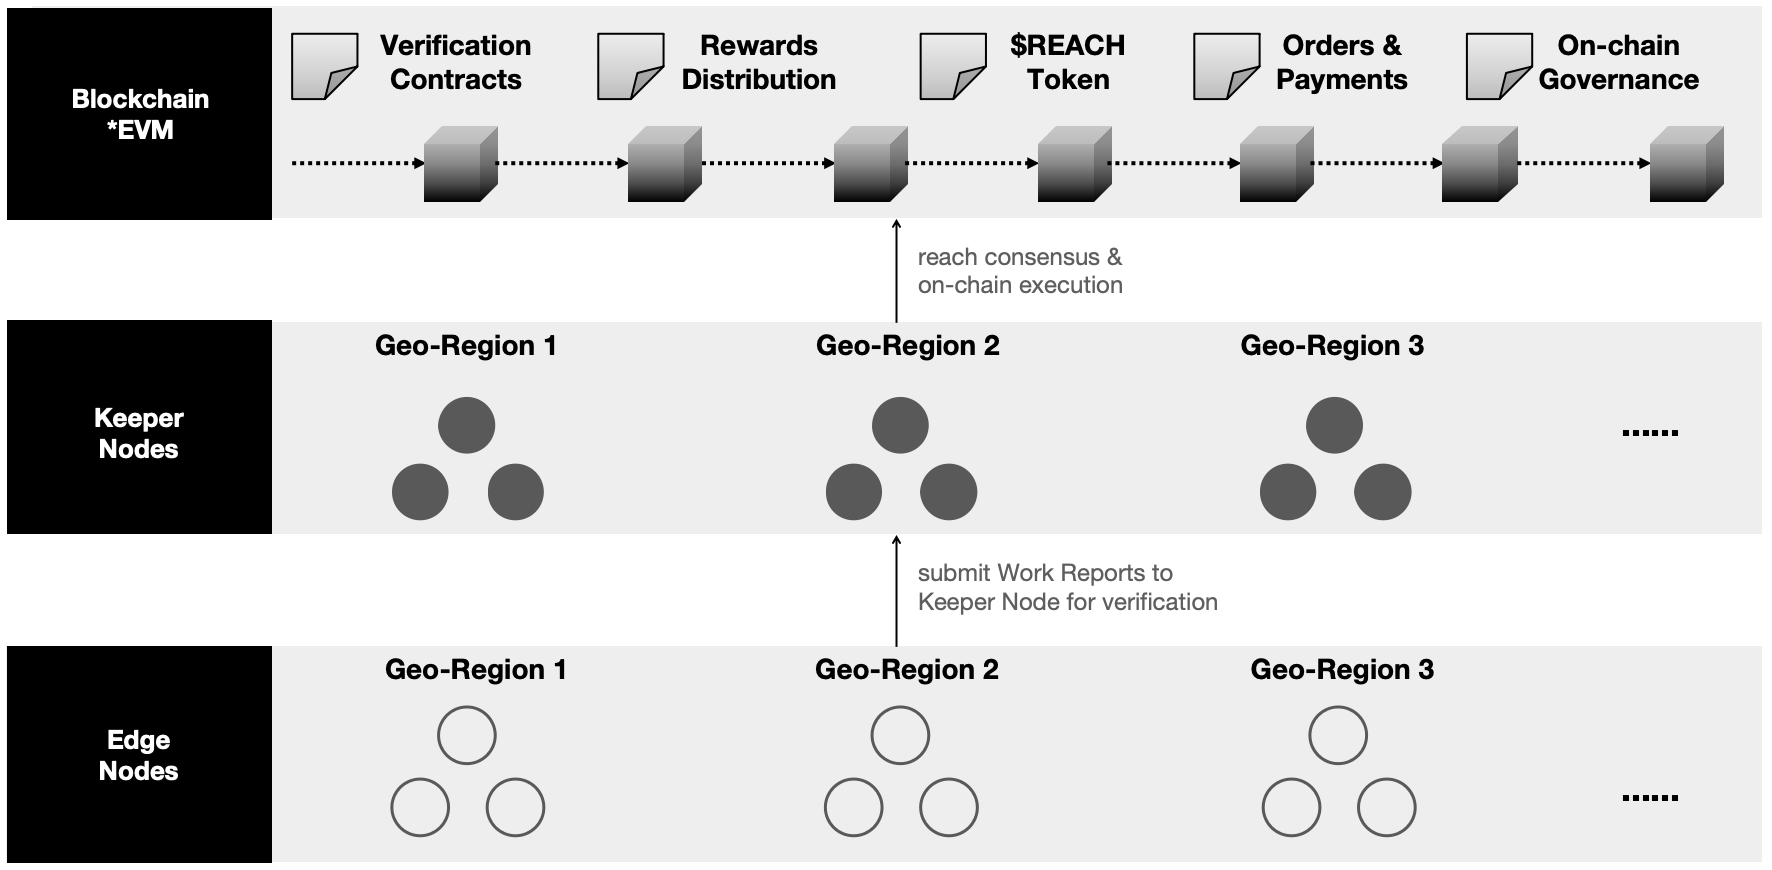 Blockchain
*EVM
Verification
Contracts
Rewards
Distribution
$REACH
Token
Orders &
Payments
On-chain
Governance
reach consensus &
on-chain execution
Keeper
Nodes
Geo-Region 1
Geo-Region 2
Geo-Region 3
......
submit Work Reports to
Keeper Node for verification
Edge
Nodes
Geo-Region 1
Geo-Region 2
Geo-Region 3
......